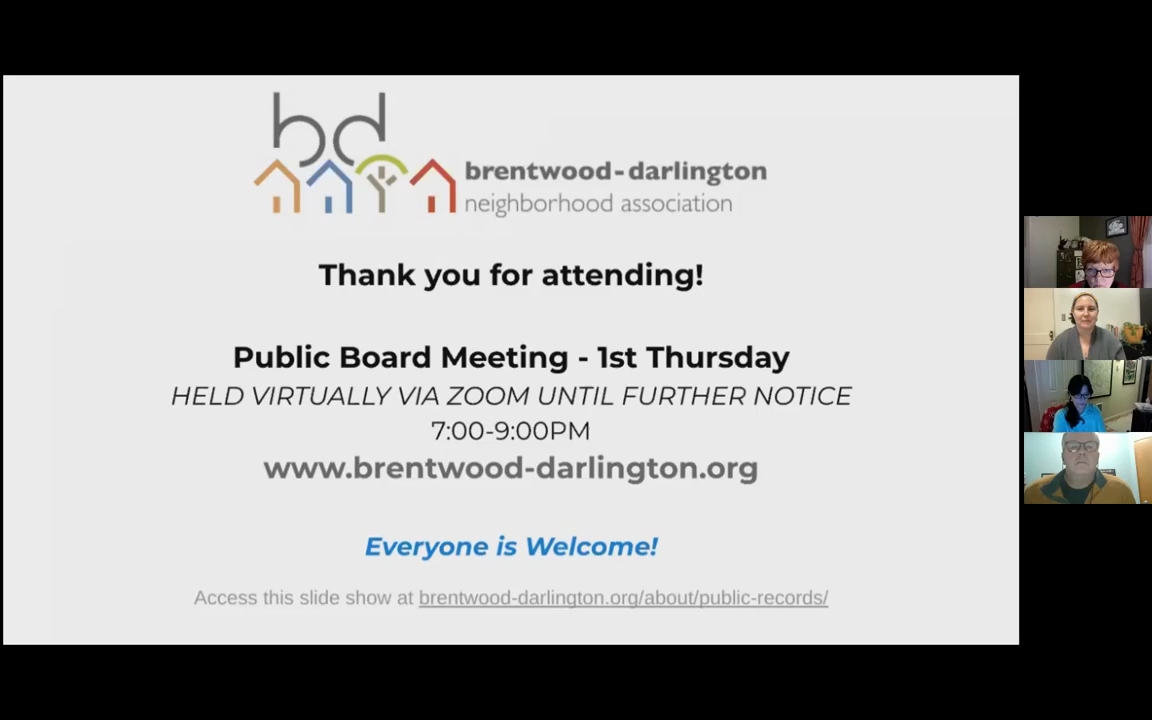 bd
brentwood-darlington
neighborhood association
Thank you for attending!
Public Board Meeting - 1st Thursday
HELD VIRTUALLY VIA ZOOM UNTIL FURTHER NOTICE
7:00-9:00PM
www.brentwood-darlington.org
Everyone is Welcome!
Access this slide show at brentwood-darlington.org/about/public-records/